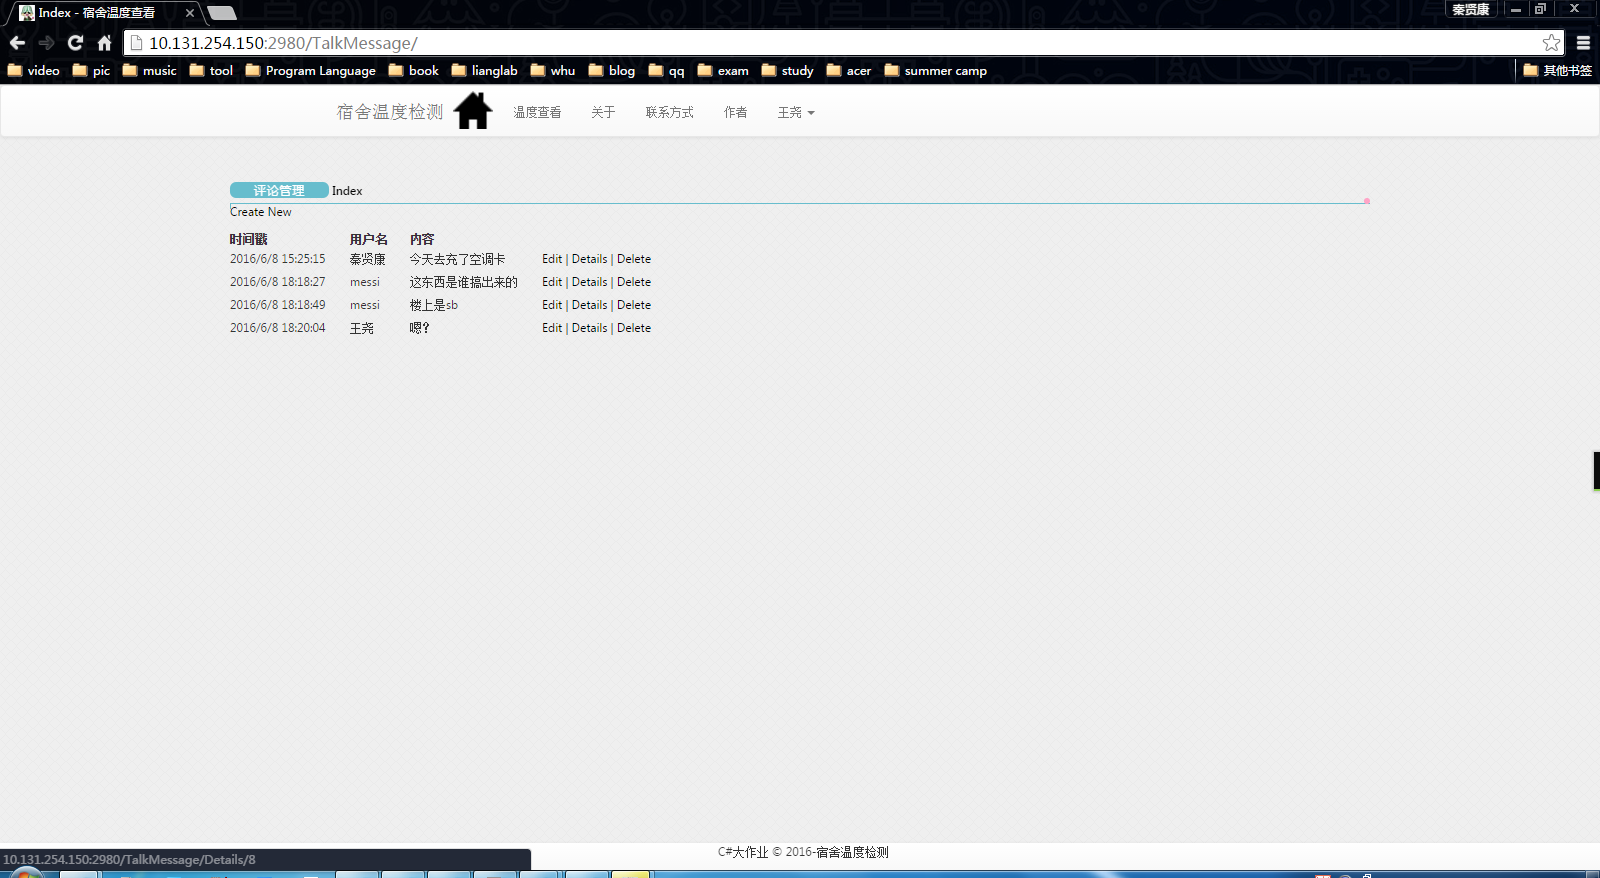 Index - 宿舍温度查看
秦贤康
10.131.254.150:2980/TalkMessage/
video pic music tool Program Language book lianglab whu blog qq exam study acer summer camp 其他书签
宿舍温度检测 温度查看 关于 联系方式 作者 王尧
评论管理 Index
Create New
时间戳 用户名 内容
2016/6/8 15:25:15 秦贤康 今天去充了空调卡 Edit | Details | Delete
2016/6/8 18:18:27 messi 这东西是谁搞出来的 Edit | Details | Delete
2016/6/8 18:18:49 messi 楼上是sb Edit | Details | Delete
2016/6/8 18:20:04 王尧 嗯? Edit | Details | Delete
C#大作业 © 2016-宿舍温度检测
10.131.254.150:2980/TalkMessage/Details/8